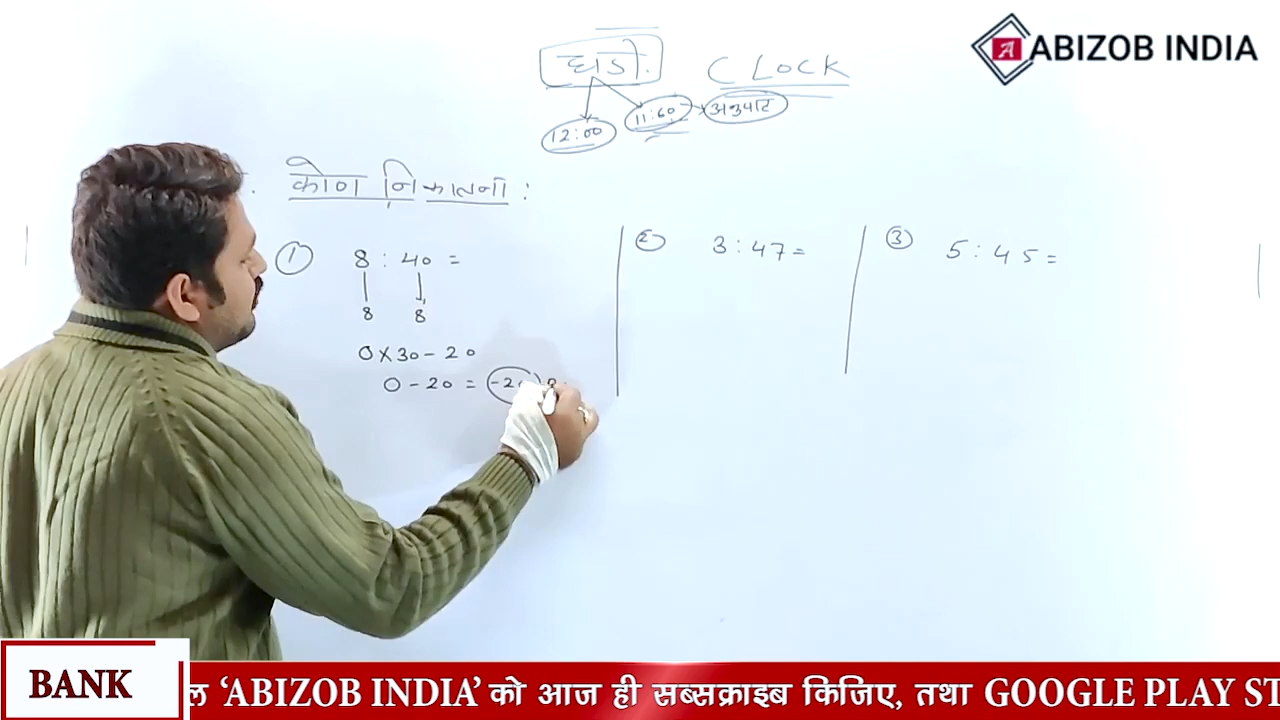 ABIZOB INDIA
घड़ी. CLOCK
12:00 11:60 अनुपात
कोण निकालना :
① 8 : 40 =
8 8
0 X 30 - 20
0 - 20 = -20
② 3 : 47 =
③ 5 : 45 =
BANK
ल ‘ABIZOB INDIA’ को आज ही सब्सक्राइब किजिए, तथा GOOGLE PLAY ST